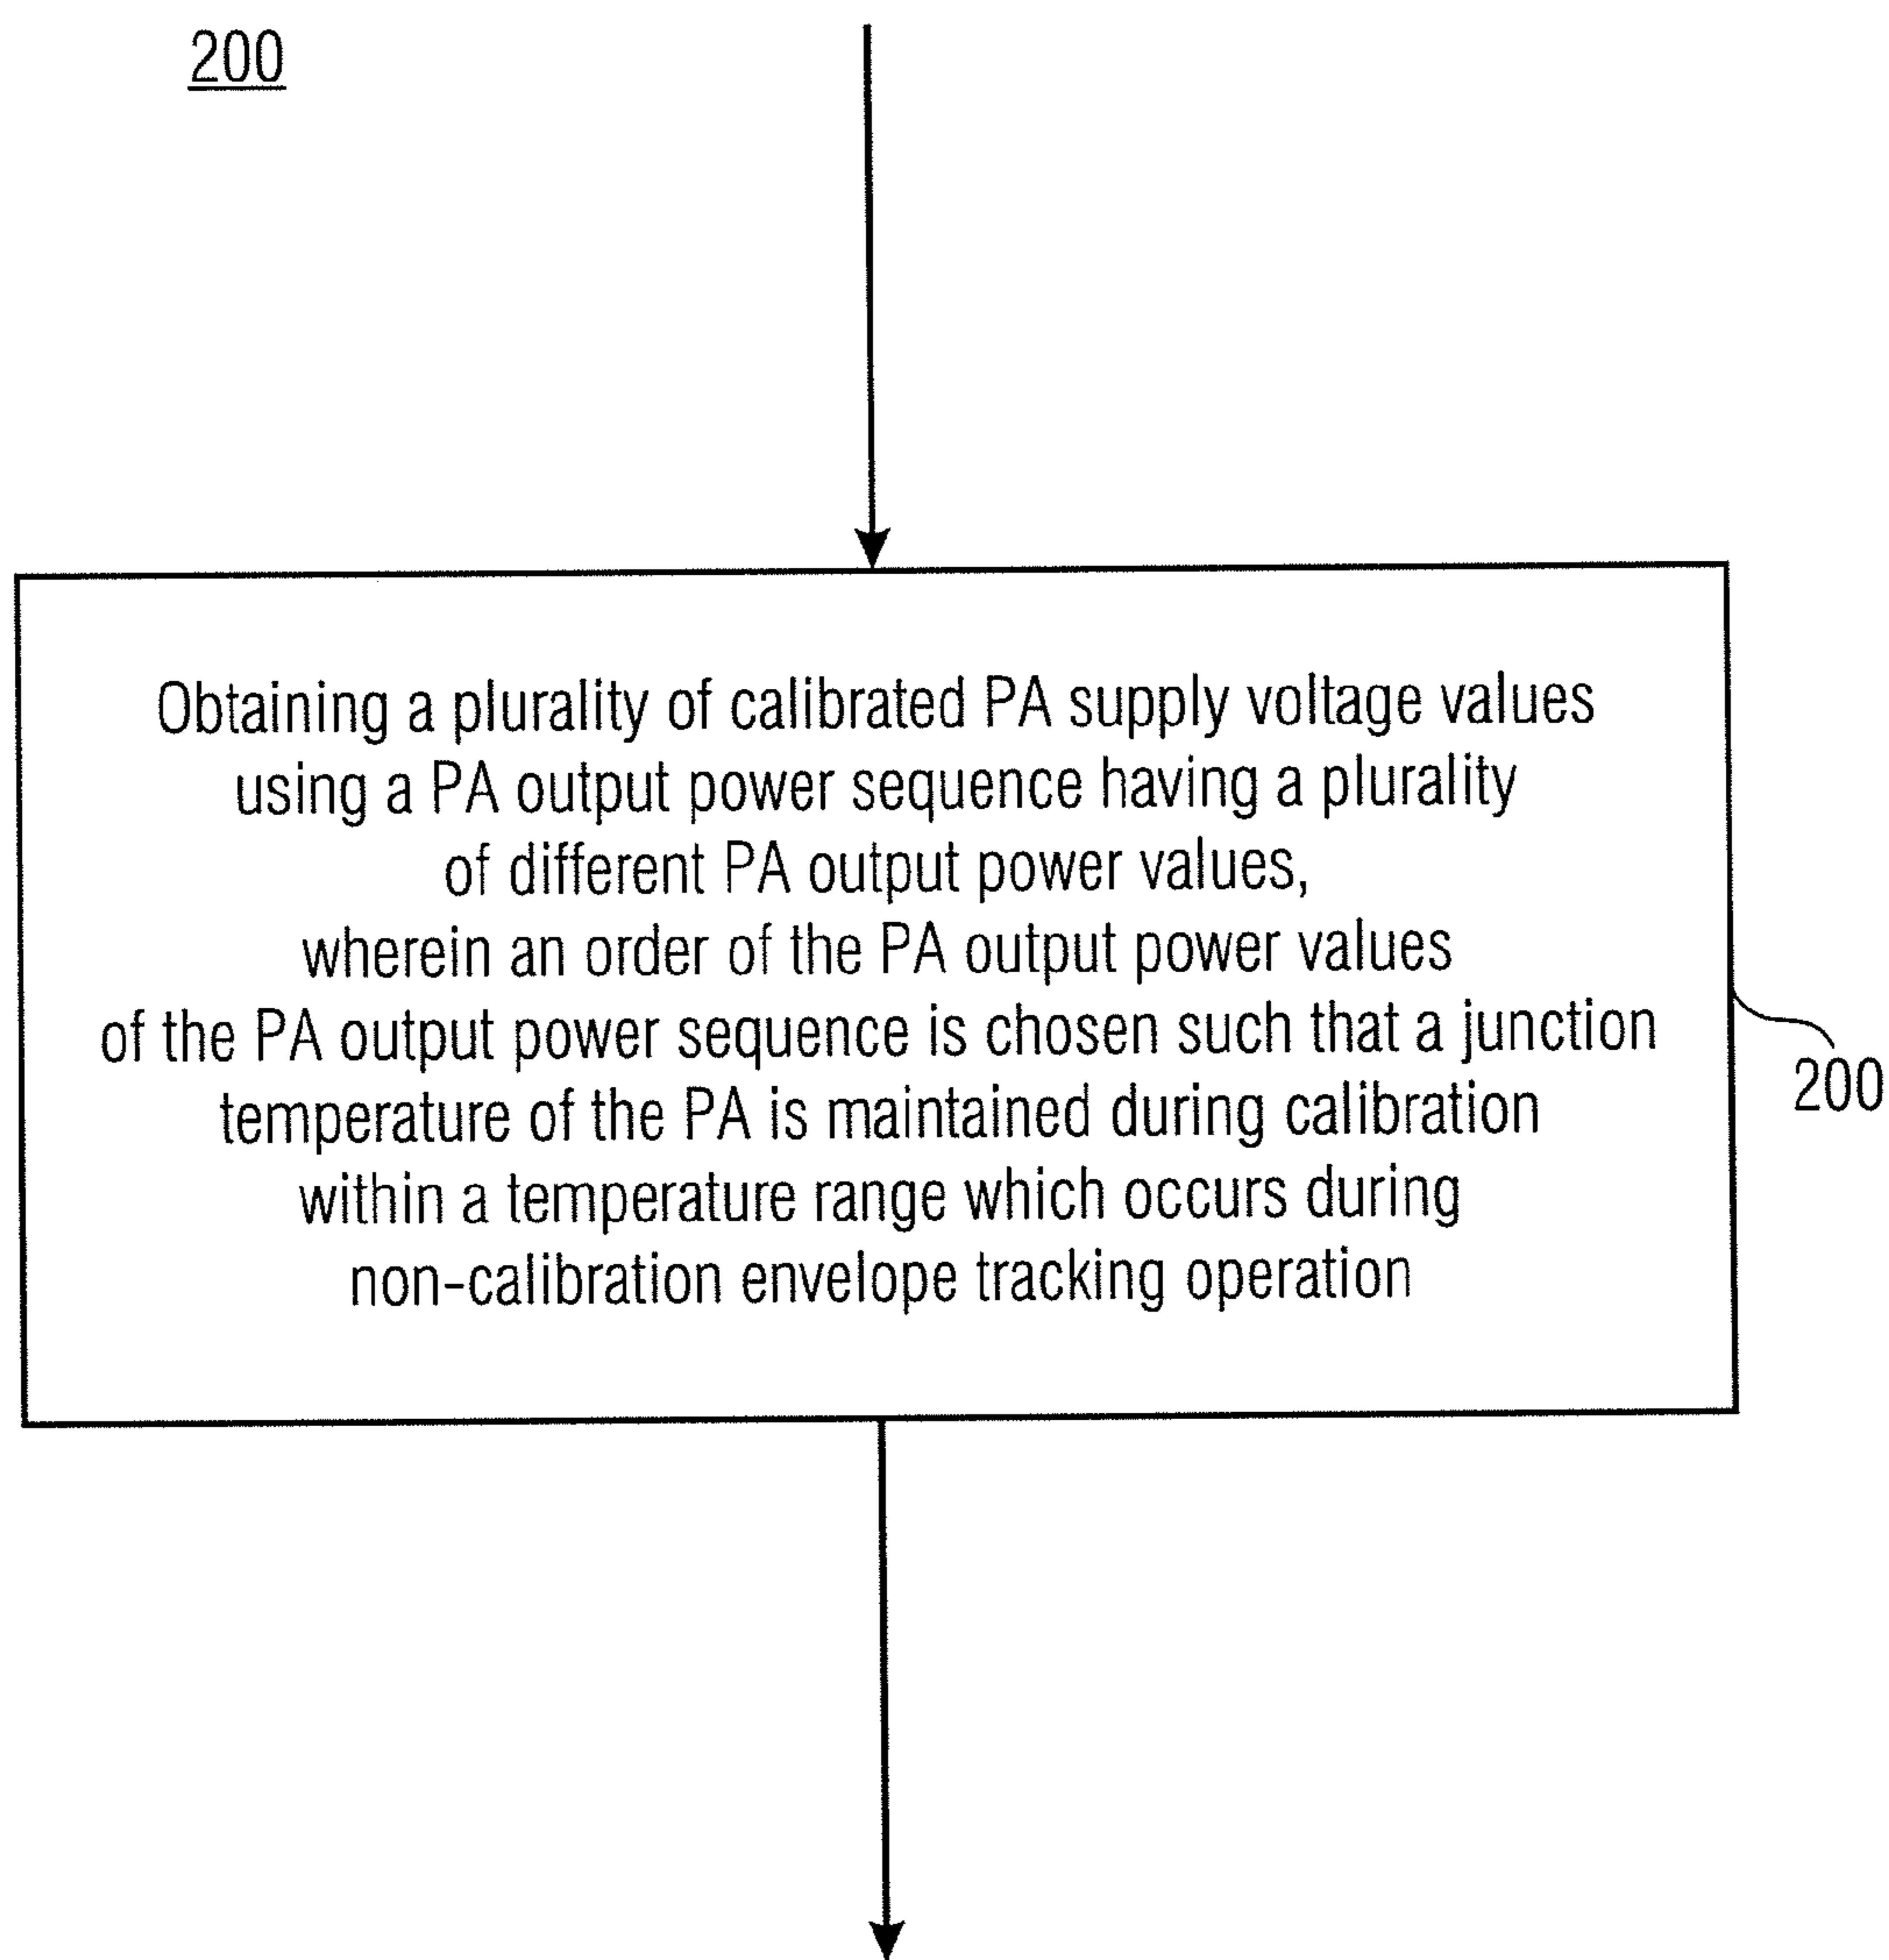 200
Obtaining a plurality of calibrated PA supply voltage values
using a PA output power sequence having a plurality
of different PA output power values,
wherein an order of the PA output power values
of the PA output power sequence is chosen such that a junction
temperature of the PA is maintained during calibration
within a temperature range which occurs during
non-calibration envelope tracking operation
200